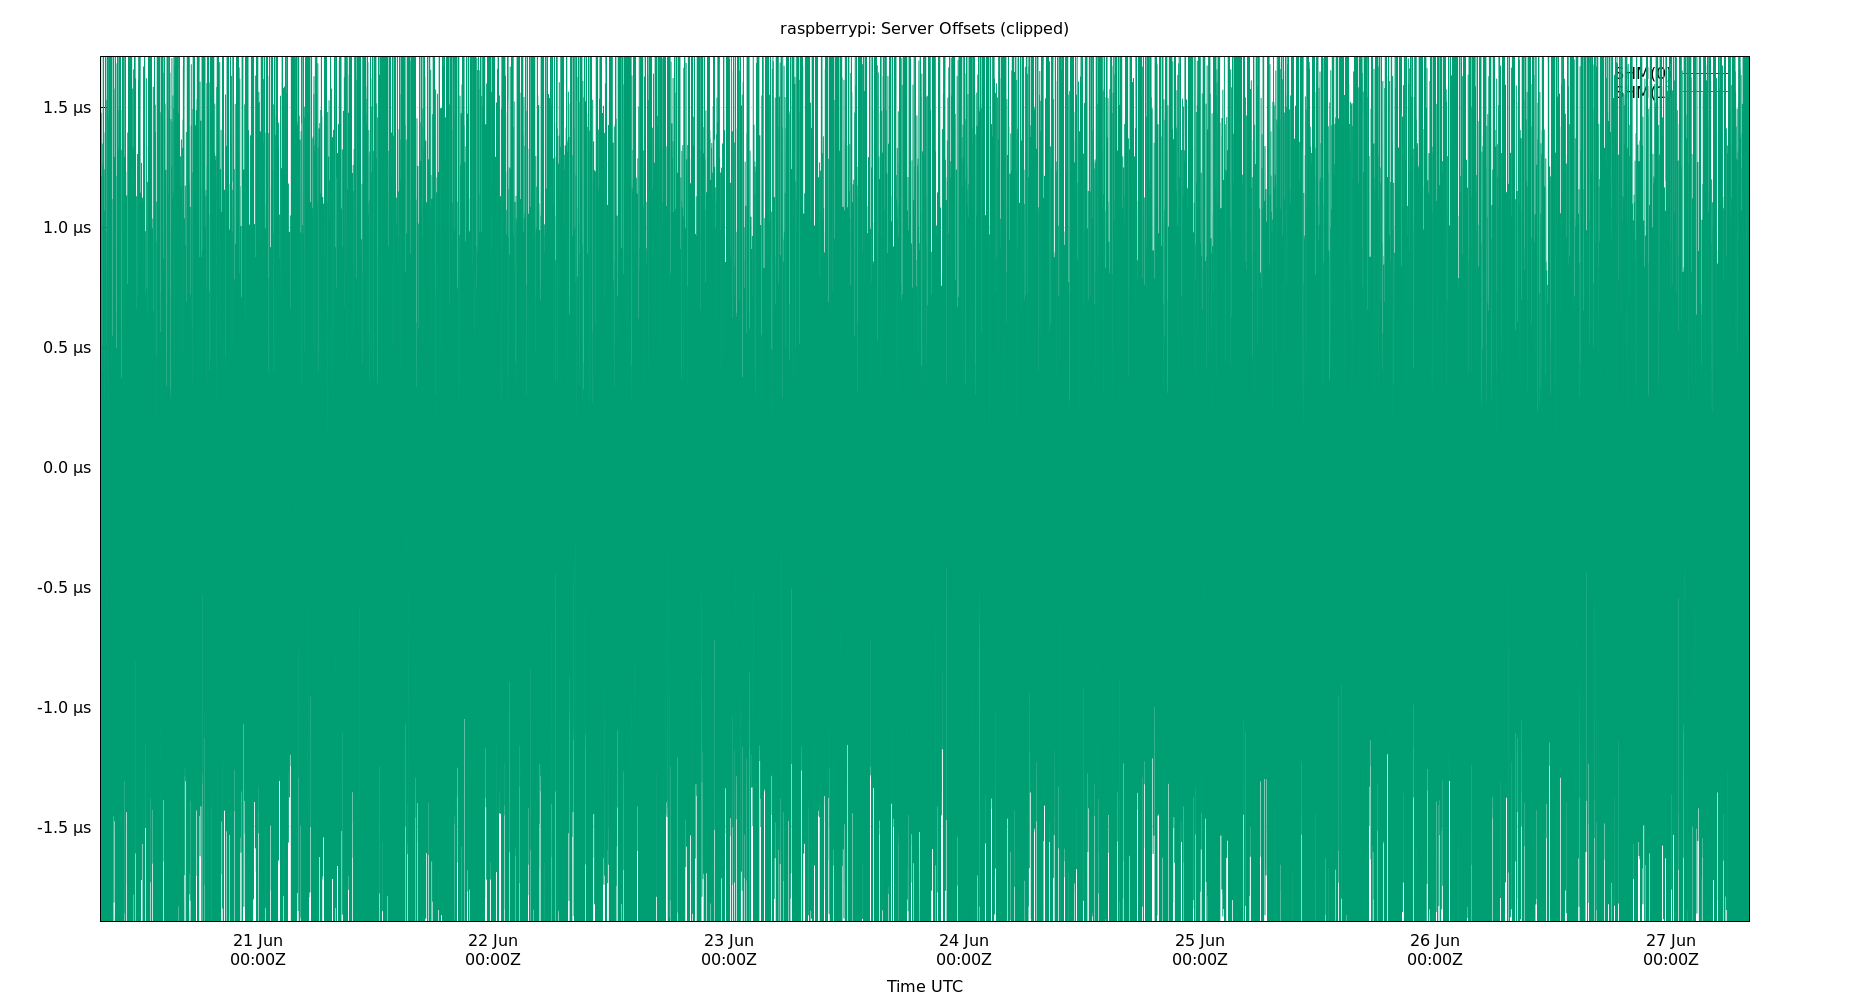 raspberrypi: Server Offsets (clipped)
SHM(0)
1.5 µs
1.0 µs
0.5 µs
0.0 µs
-0.5 µs
-1.0 µs
-1.5 µs
21 Jun 22 Jun 23 Jun 24 Jun 25 Jun 26 Jun 27 Jun
00:00Z 00:00Z 00:00Z 00:00Z 00:00Z 00:00Z 00:00Z
Time UTC